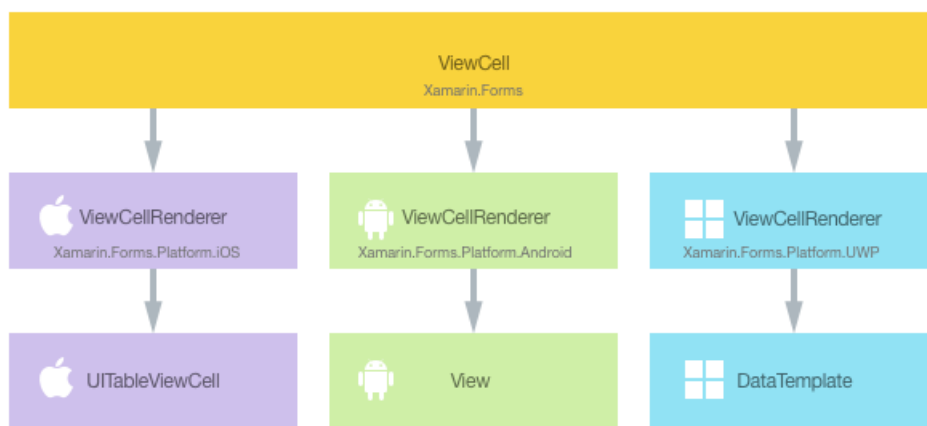 ViewCell
Xamarin.Forms
ViewCellRenderer
Xamarin.Forms.Platform.iOS
ViewCellRenderer
Xamarin.Forms.Platform.Android
ViewCellRenderer
Xamarin.Forms.Platform.UWP
UITableViewCell
View
DataTemplate